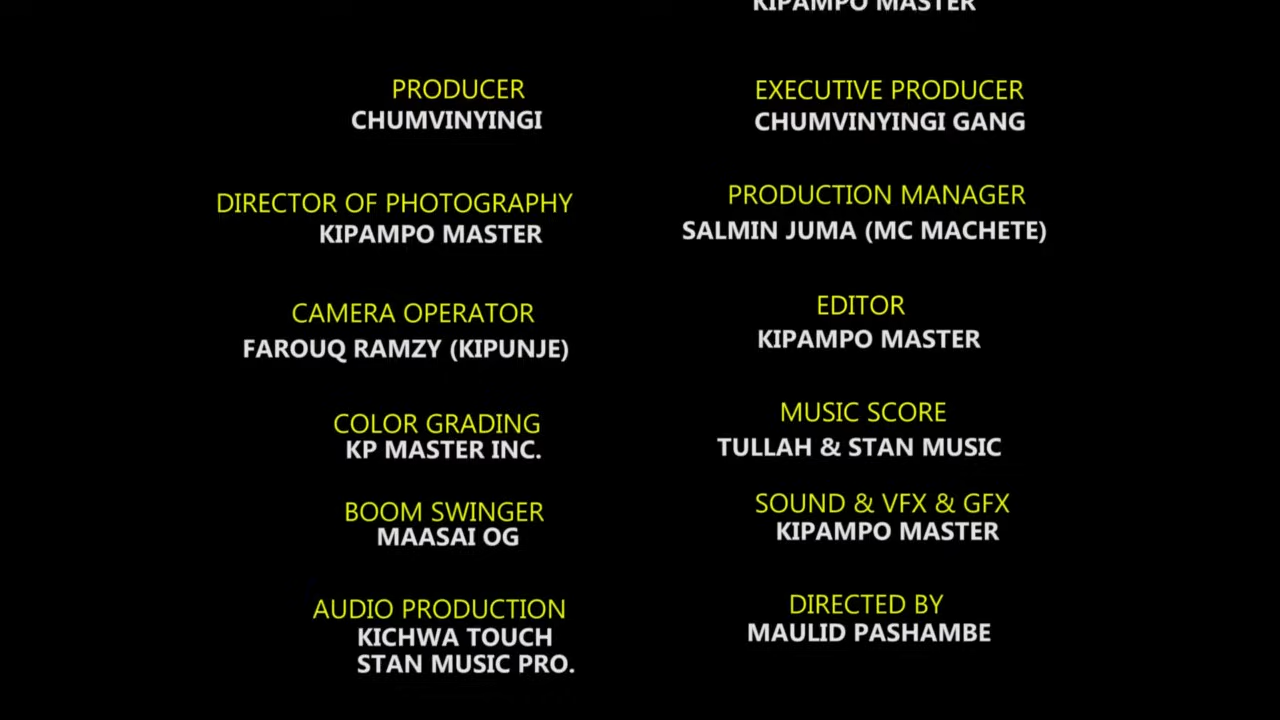 KIPAMPO MASTER
PRODUCER
CHUMVINYINGI
EXECUTIVE PRODUCER
CHUMVINYINGI GANG
DIRECTOR OF PHOTOGRAPHY
KIPAMPO MASTER
PRODUCTION MANAGER
SALMIN JUMA (MC MACHETE)
CAMERA OPERATOR
FAROUQ RAMZY (KIPUNJE)
EDITOR
KIPAMPO MASTER
COLOR GRADING
KP MASTER INC.
MUSIC SCORE
TULLAH & STAN MUSIC
BOOM SWINGER
MAASAI OG
SOUND & VFX & GFX
KIPAMPO MASTER
AUDIO PRODUCTION
KICHWA TOUCH
STAN MUSIC PRO.
DIRECTED BY
MAULID PASHAMBE